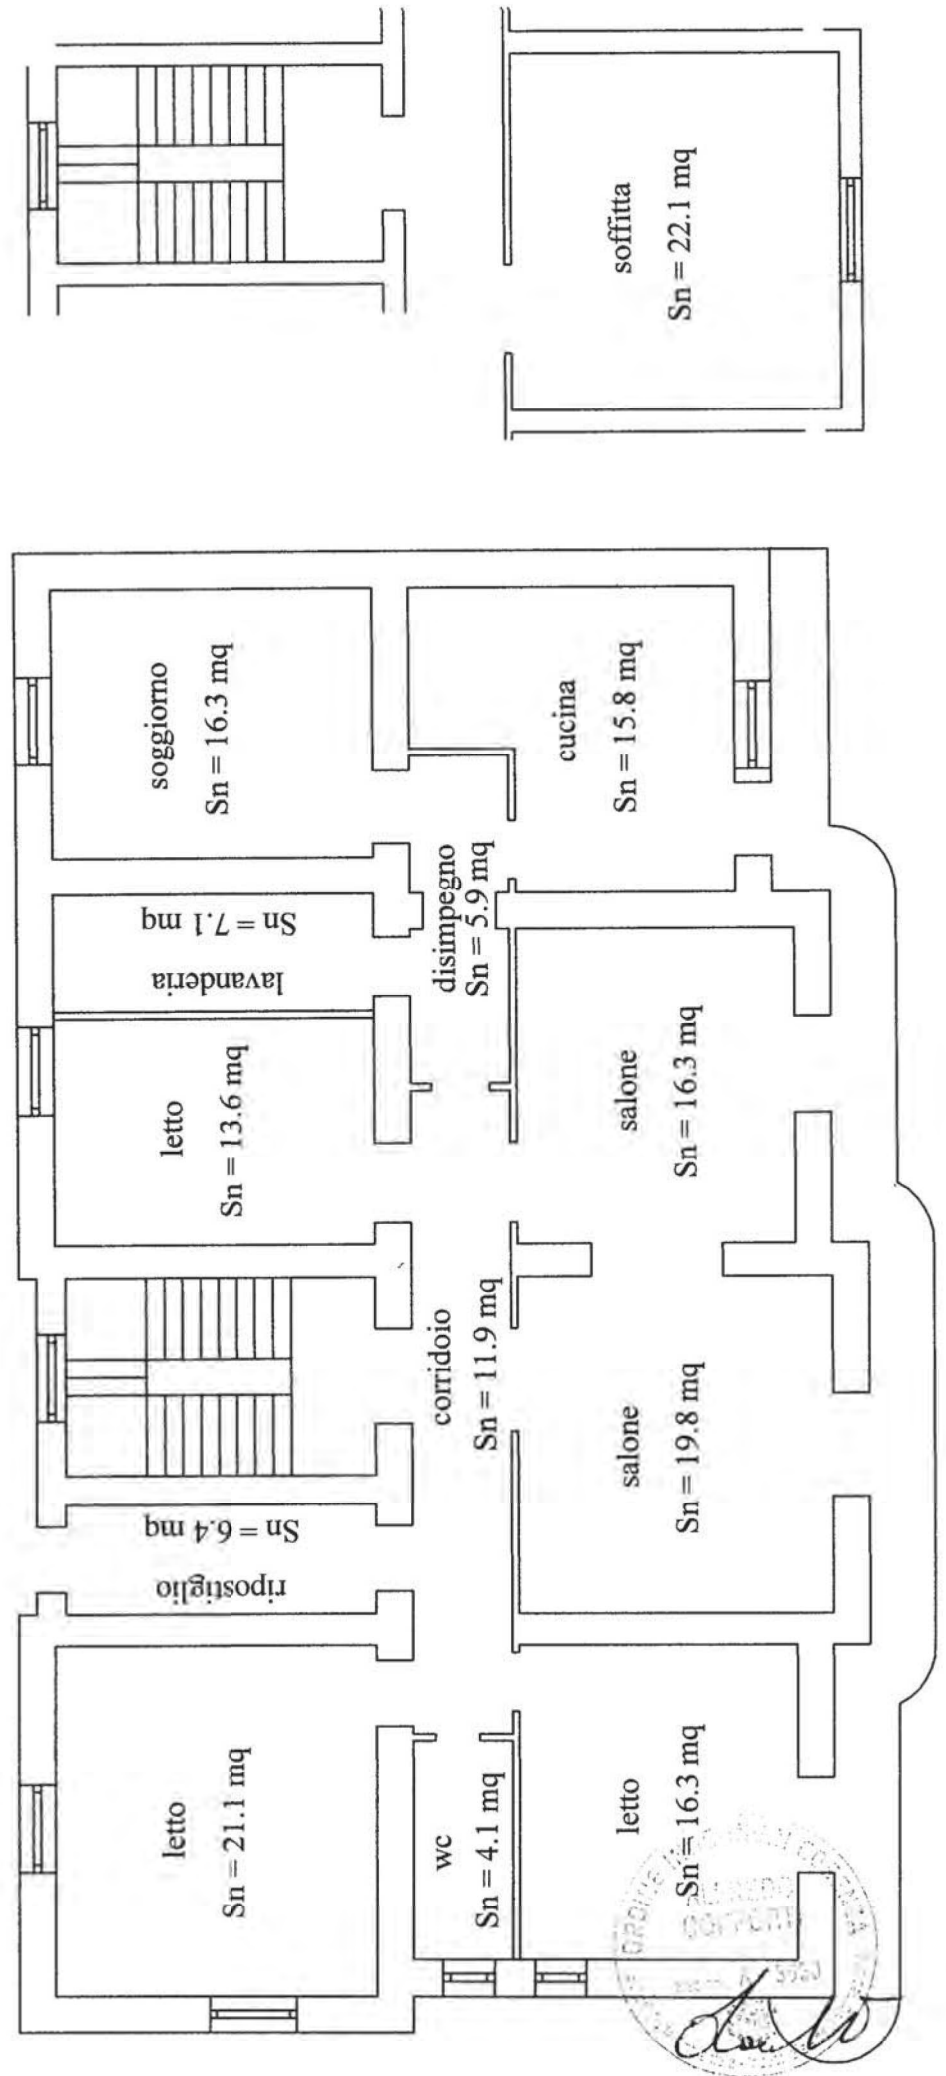 letto
Sn = 21.1 mq
ripostiglio
Sn = 6.4 mq
letto
Sn = 13.6 mq
lavanderia
Sn = 7.1 mq
soggiorno
Sn = 16.3 mq
wc
Sn = 4.1 mq
corridoio
Sn = 11.9 mq
disimpegno
Sn = 5.9 mq
letto
Sn = 16.3 mq
salone
Sn = 19.8 mq
salone
Sn = 16.3 mq
cucina
Sn = 15.8 mq
soffitta
Sn = 22.1 mq